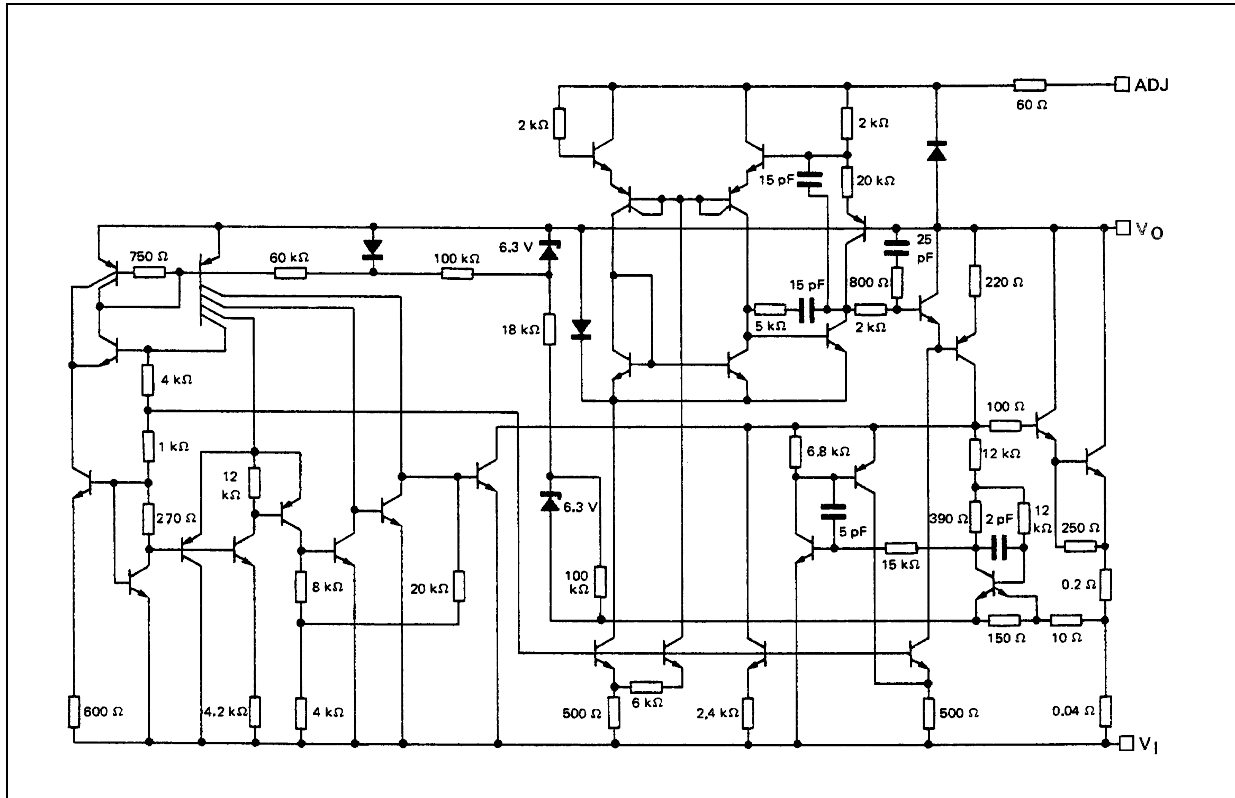 ADJ
60 Ω
2 kΩ
2 kΩ
15 pF
20 kΩ
V_O
6.3 V
25 pF
750 Ω
60 kΩ
100 kΩ
800 Ω
220 Ω
15 pF
18 kΩ
5 kΩ
2 kΩ
4 kΩ
100 Ω
1 kΩ
6.8 kΩ
12 kΩ
12 kΩ
6.3 V
270 Ω
5 pF
390 Ω
2 pF
12 kΩ
250 Ω
15 kΩ
8 kΩ
20 kΩ
100 kΩ
0.2 Ω
150 Ω
10 Ω
6 kΩ
600 Ω
4.2 kΩ
4 kΩ
500 Ω
2,4 kΩ
500 Ω
0.04 Ω
V_I